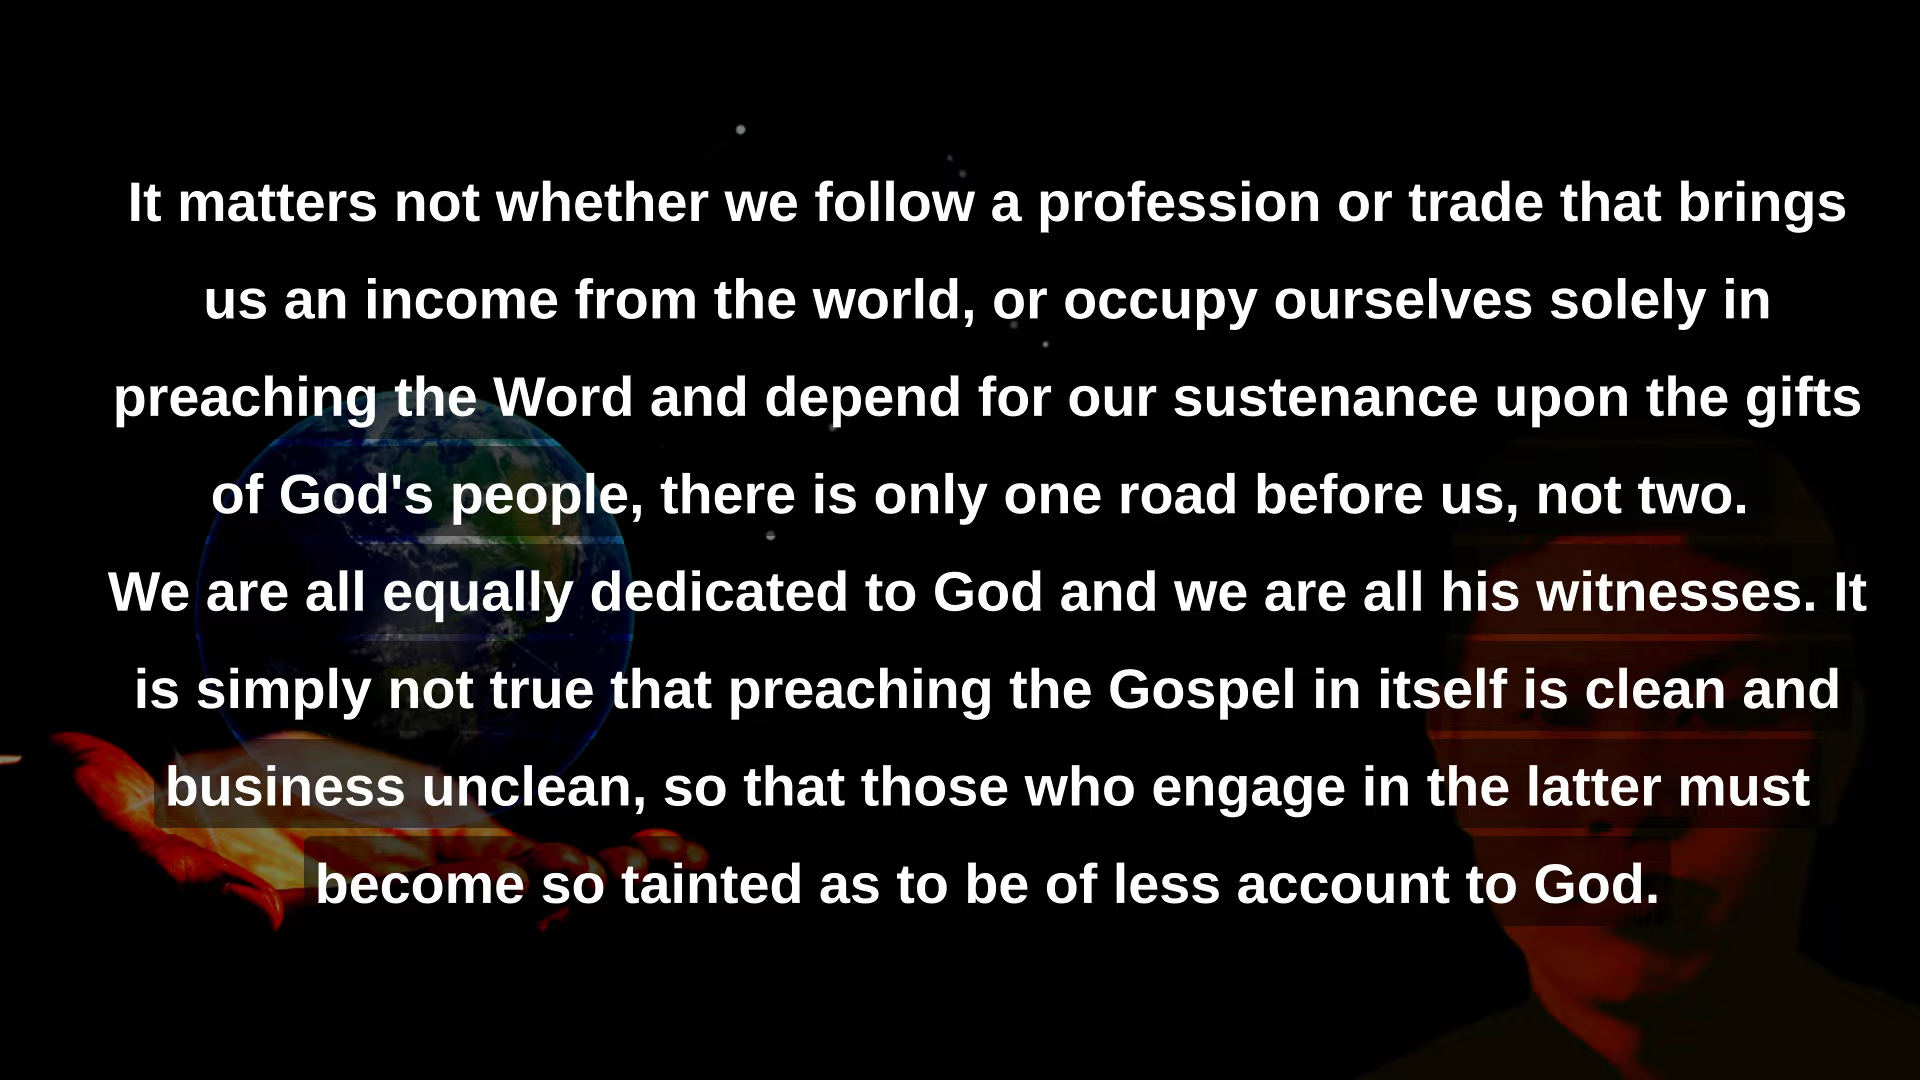 It matters not whether we follow a profession or trade that brings
us an income from the world, or occupy ourselves solely in
preaching the Word and depend for our sustenance upon the gifts
of God's people, there is only one road before us, not two.
We are all equally dedicated to God and we are all his witnesses. It
is simply not true that preaching the Gospel in itself is clean and
business unclean, so that those who engage in the latter must
become so tainted as to be of less account to God.